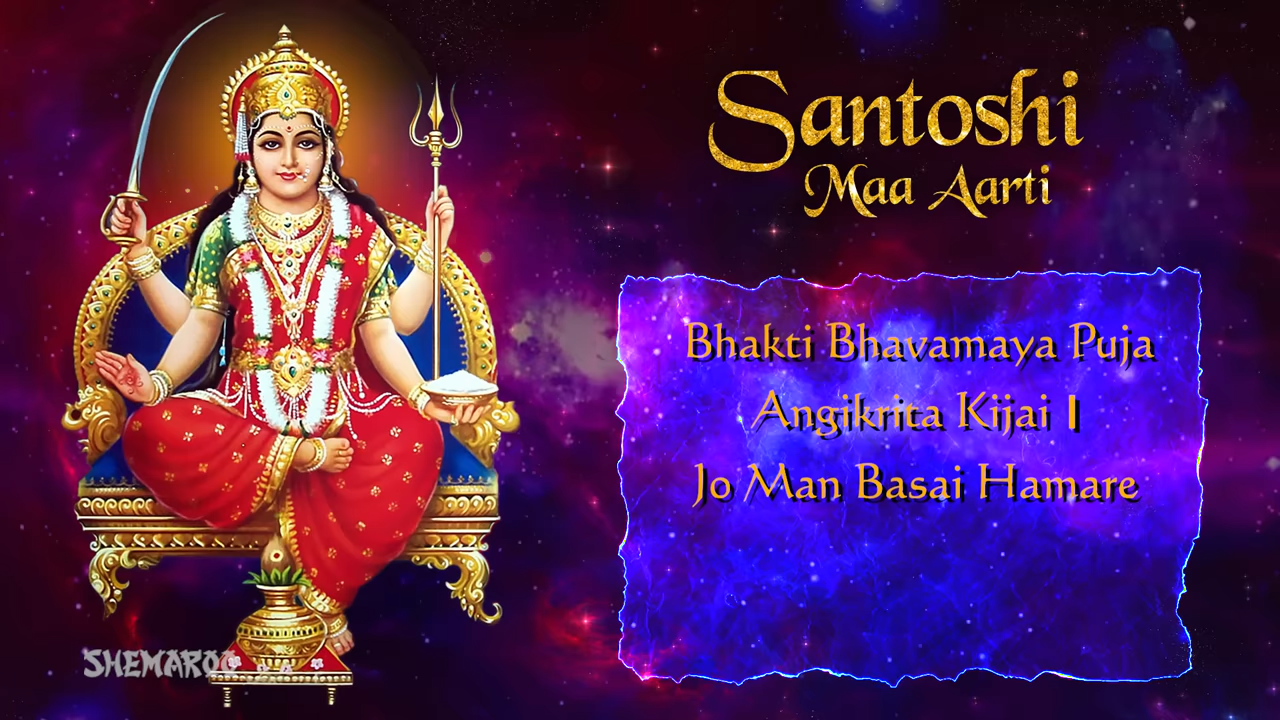 Santoshi
Maa Aarti
Bhakti Bhavamaya Puja
Angikrita Kijai |
Jo Man Basai Hamare
SHEMAROO